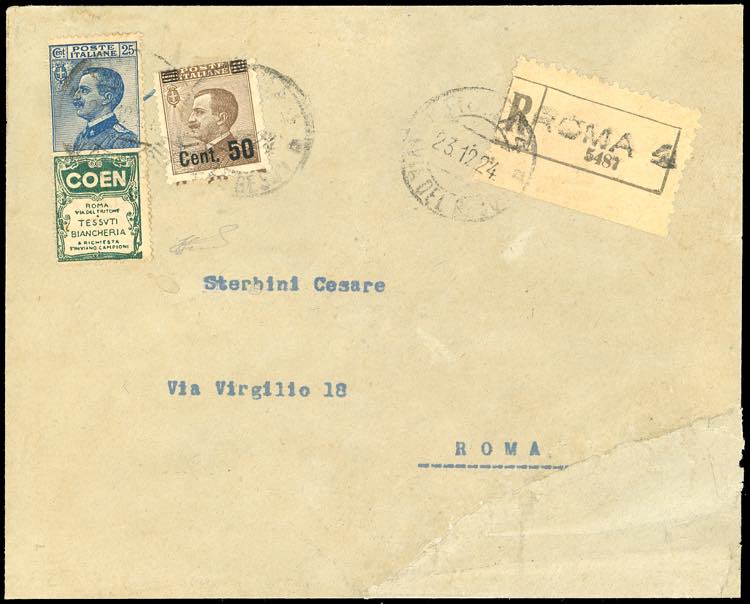 Cent 25
POSTE
ITALIANE
COEN
ROMA
VIA DEL TRITONE
TESSUTI
BIANCHERIA
A RICHIESTA
S'INVIANO CAMPIONI
POSTE
ITALIANE
Cent. 50
23.12.24
R ROMA 4
5481
Sterbini Cesare
Via Virgilio 18
ROMA